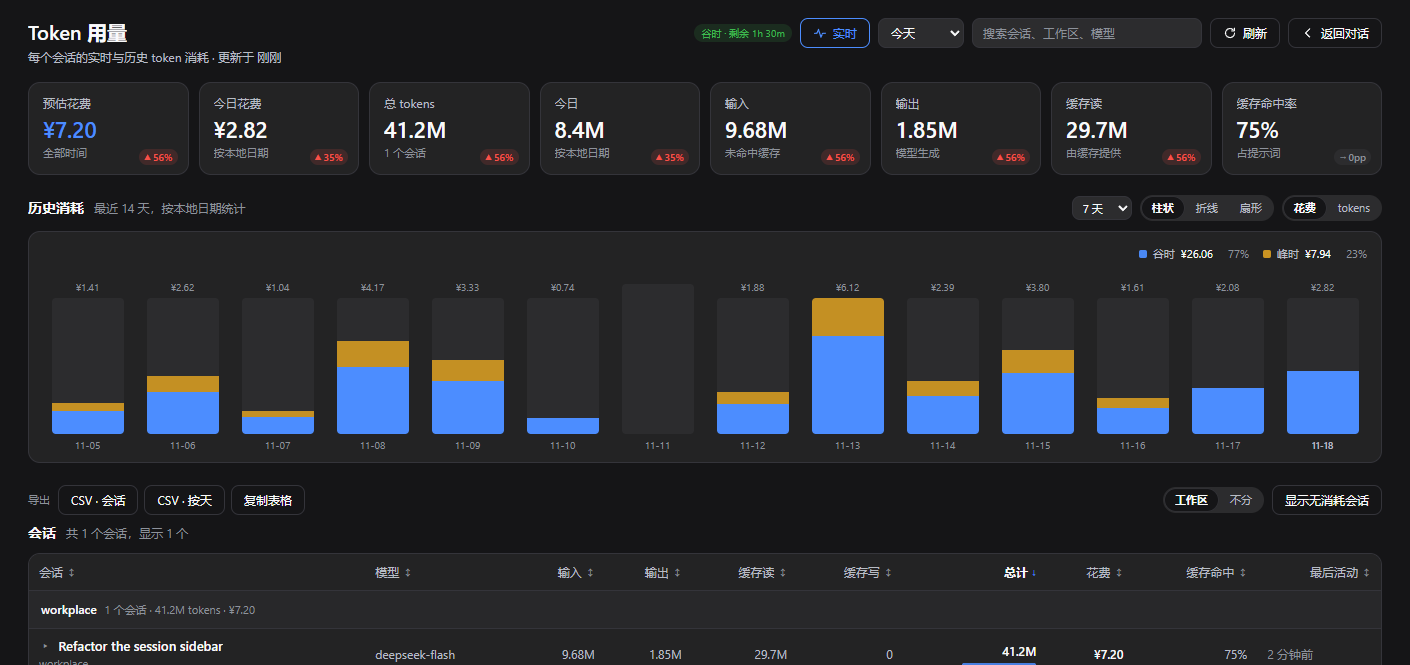 Token 用量
谷时 · 剩余 1h 30m 实时 今天 搜索会话、工作区、模型 刷新 返回对话
每个会话的实时与历史 token 消耗 · 更新于 刚刚
预估花费 今日花费 总 tokens 今日 输入 输出 缓存读 缓存命中率
¥7.20 ¥2.82 41.2M 8.4M 9.68M 1.85M 29.7M 75%
全部时间 ▲56% 按本地日期 ▲35% 1 个会话 ▲56% 按本地日期 ▲35% 未命中缓存 ▲56% 模型生成 ▲56% 由缓存提供 ▲56% 占提示词 →0pp
历史消耗 最近 14 天，按本地日期统计 7 天 柱状 折线 扇形 花费 tokens
谷时 ¥26.06 77% 峰时 ¥7.94 23%
¥1.41 ¥2.62 ¥1.04 ¥4.17 ¥3.33 ¥0.74 ¥1.88 ¥6.12 ¥2.39 ¥3.80 ¥1.61 ¥2.08 ¥2.82
11-05 11-06 11-07 11-08 11-09 11-10 11-11 11-12 11-13 11-14 11-15 11-16 11-17 11-18
导出 CSV · 会话 CSV · 按天 复制表格 工作区 不分 显示无消耗会话
会话 共 1 个会话，显示 1 个
会话 ↕ 模型 ↕ 输入 ↕ 输出 ↕ 缓存读 ↕ 缓存写 ↕ 总计 ↓ 花费 ↕ 缓存命中 ↕ 最后活动 ↕
workplace 1 个会话 · 41.2M tokens · ¥7.20
Refactor the session sidebar
workplace
deepseek-flash 9.68M 1.85M 29.7M 0 41.2M ¥7.20 75% 2 分钟前